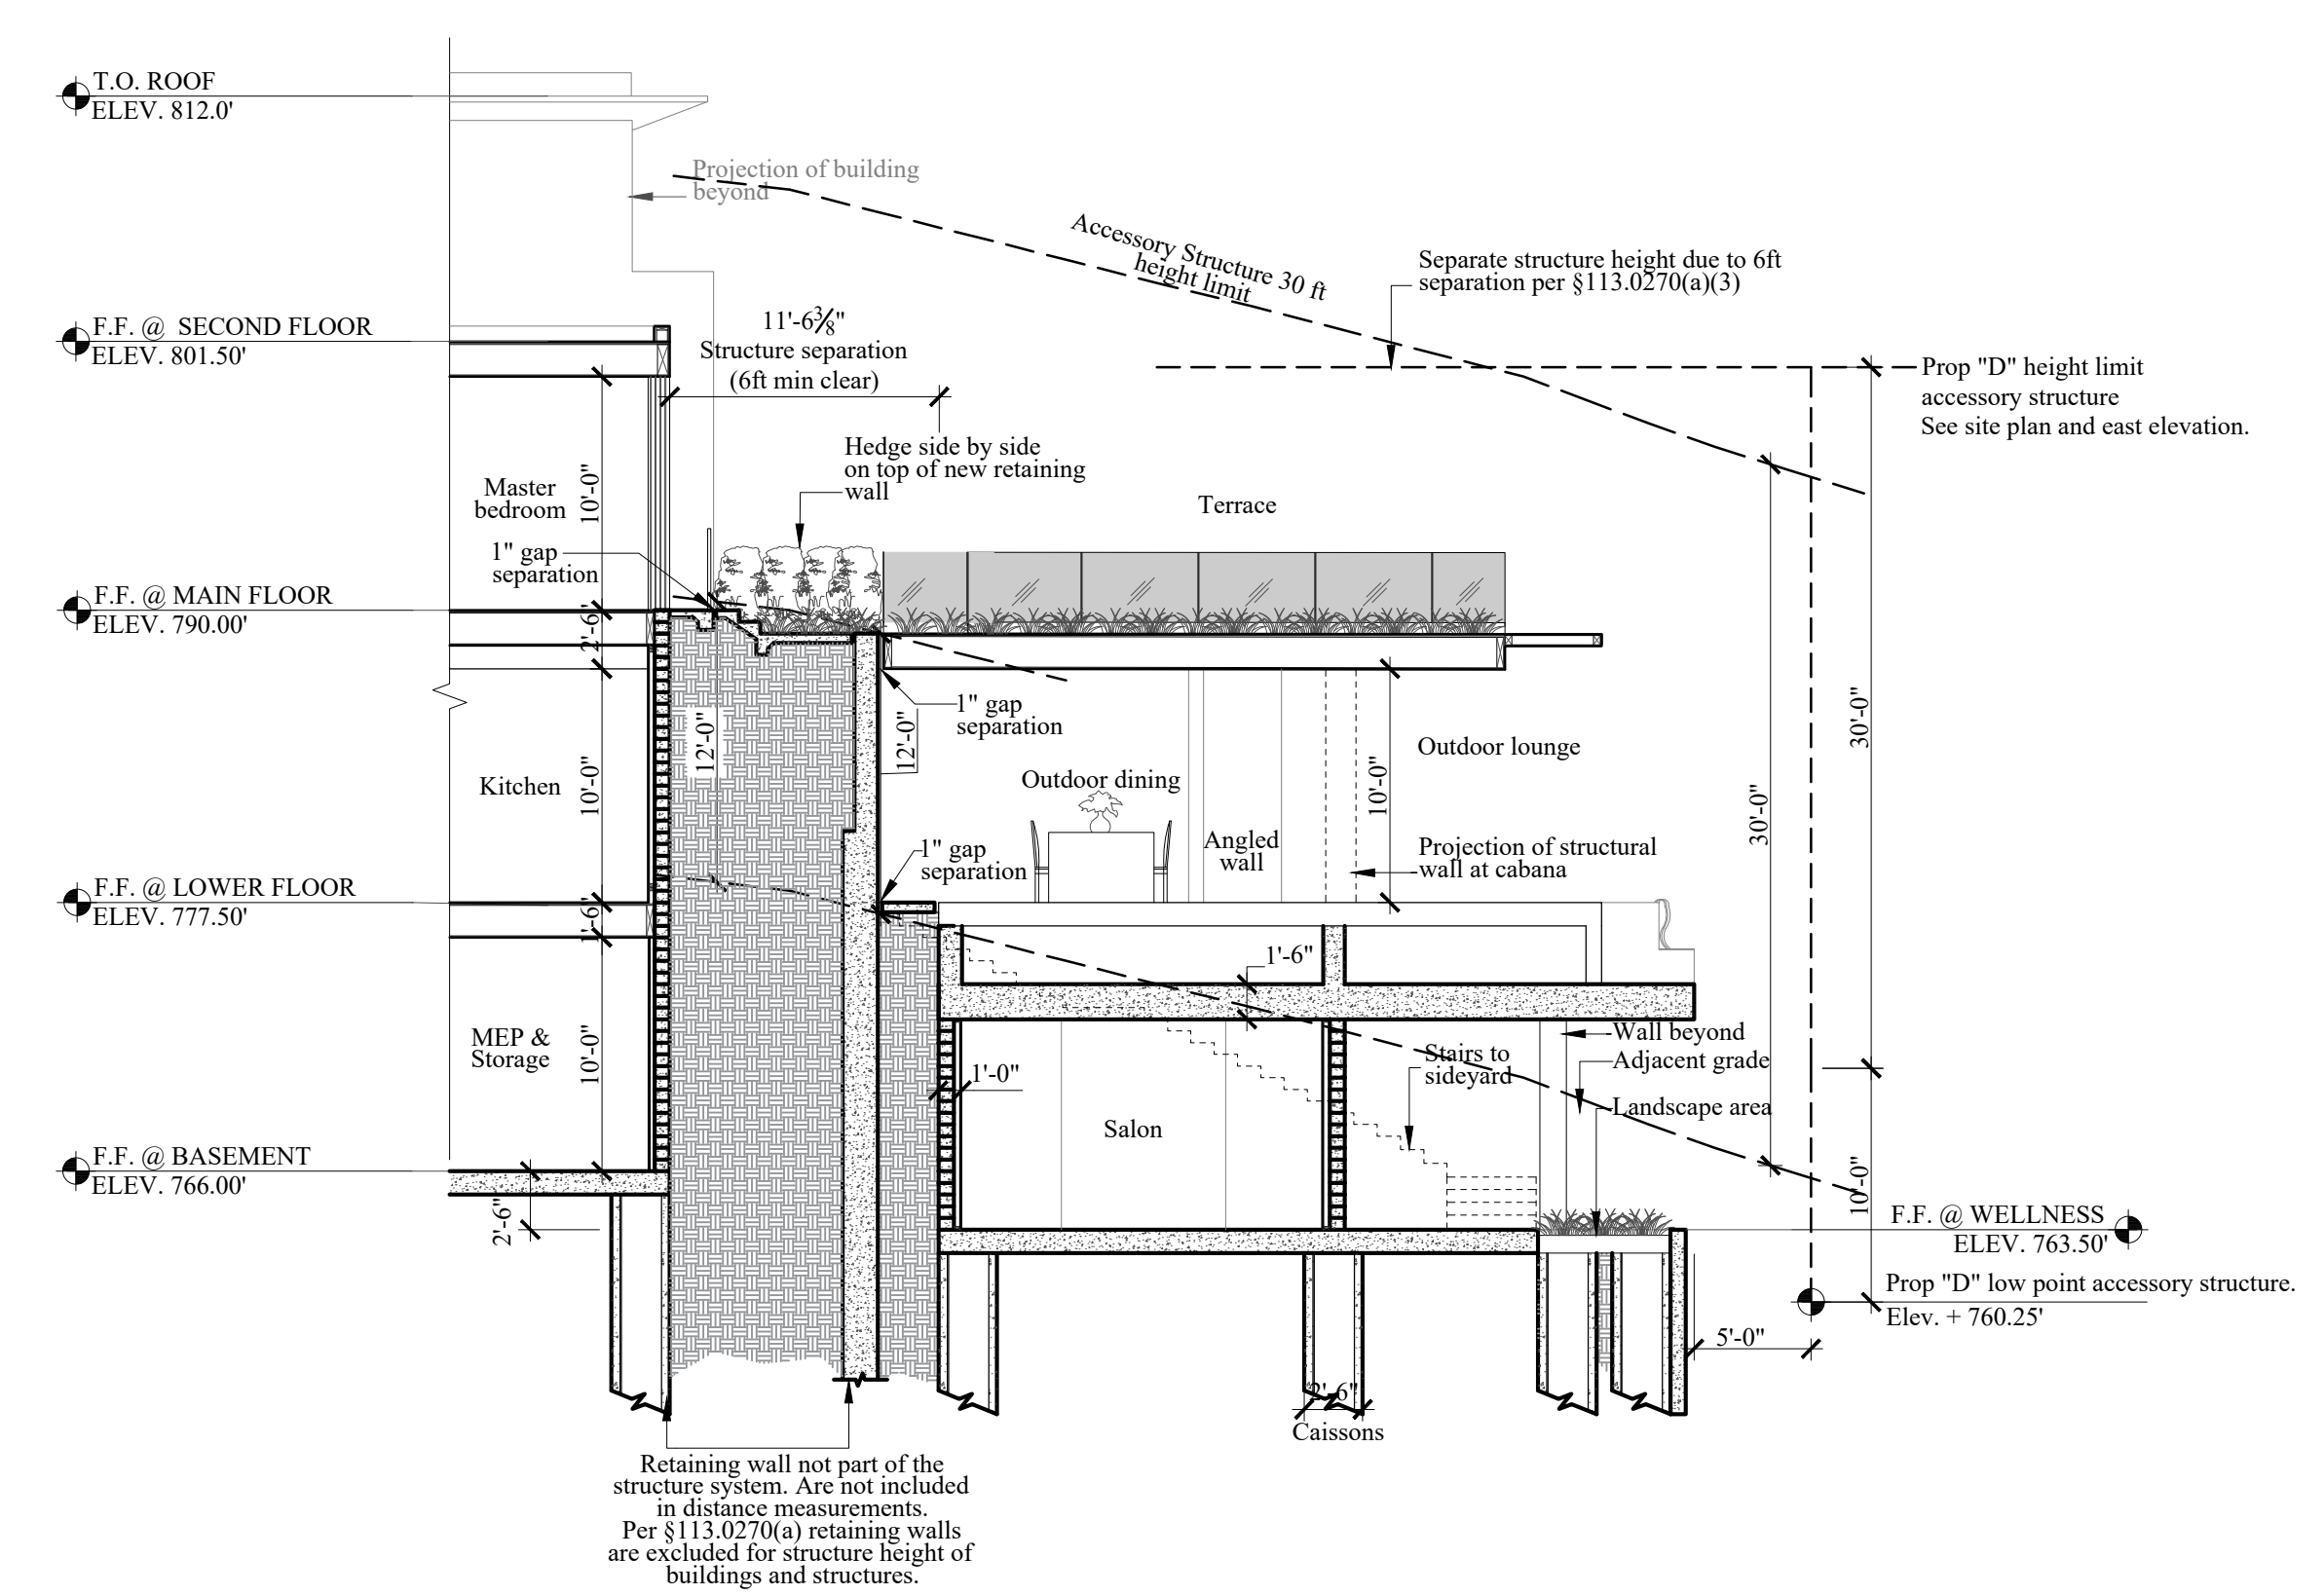 T.O. ROOF
ELEV. 812.0'
Projection of building
beyond
Accessory Structure 30 ft
height limit
Separate structure height due to 6ft
separation per §113.0270(a)(3)
F.F. @ SECOND FLOOR
ELEV. 801.50'
11'-6⅜"
Structure separation
(6ft min clear)
Prop "D" height limit
accessory structure
See site plan and east elevation.
Hedge side by side
on top of new retaining
wall
Master
bedroom
10'-0"
Terrace
1" gap
separation
F.F. @ MAIN FLOOR
ELEV. 790.00'
2'-6"
1" gap
separation
12'-0"
12'-0"
Outdoor lounge
30'-0"
Kitchen
10'-0"
Outdoor dining
10'-0"
30'-0"
1" gap
separation
Angled
wall
Projection of structural
wall at cabana
F.F. @ LOWER FLOOR
ELEV. 777.50'
1'-6"
1'-6"
MEP &
Storage
10'-0"
Wall beyond
Adjacent grade
Stairs to
sideyard
1'-0"
Landscape area
Salon
F.F. @ BASEMENT
ELEV. 766.00'
2'-6"
10'-0"
F.F. @ WELLNESS
ELEV. 763.50'
Prop "D" low point accessory structure.
Elev. + 760.25'
5'-0"
2'-6"
Caissons
Retaining wall not part of the
structure system. Are not included
in distance measurements.
Per §113.0270(a) retaining walls
are excluded for structure height of
buildings and structures.